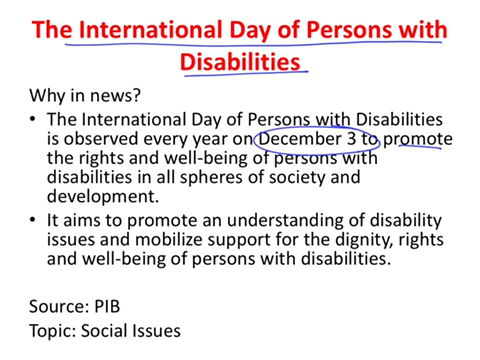 The International Day of Persons with
Disabilities
Why in news?
• The International Day of Persons with Disabilities
is observed every year on December 3 to promote
the rights and well-being of persons with
disabilities in all spheres of society and
development.
• It aims to promote an understanding of disability
issues and mobilize support for the dignity, rights
and well-being of persons with disabilities.
Source: PIB
Topic: Social Issues